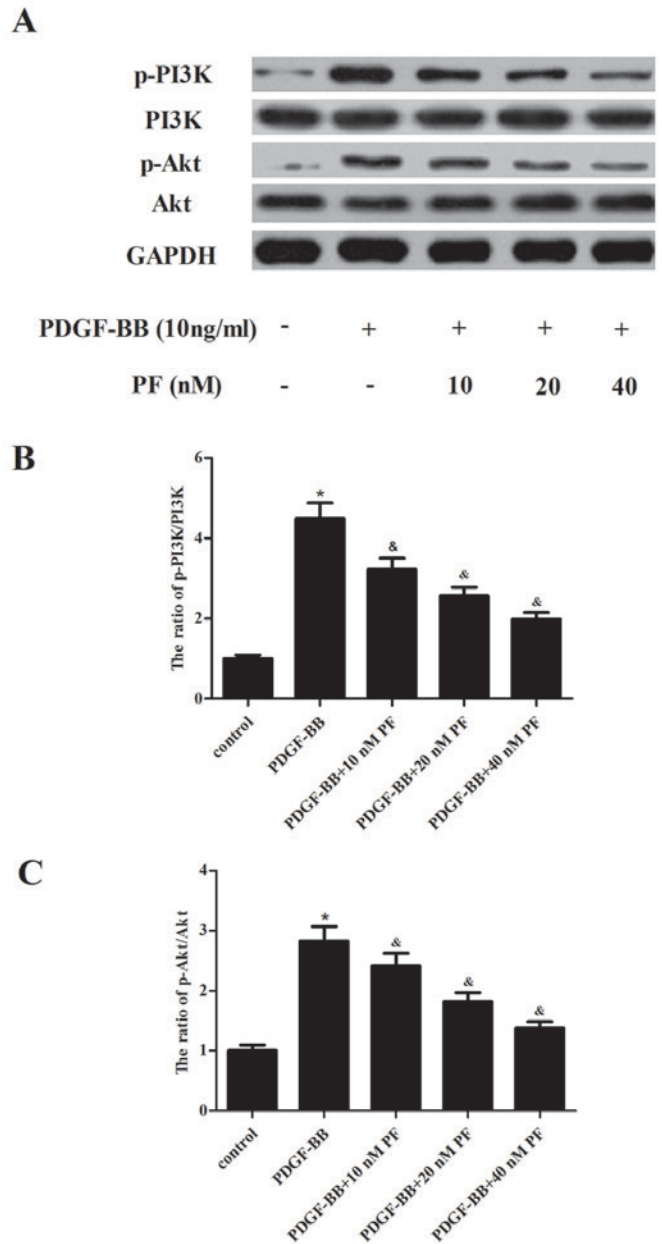 A
p-PI3K
PI3K
p-Akt
Akt
GAPDH
PDGF-BB (10ng/ml) - + + + +
PF (nM) - - 10 20 40
B
The ratio of p-PI3K/PI3K
6
4
2
0
*
&
&
&
control
PDGF-BB
PDGF-BB+10 nM PF
PDGF-BB+20 nM PF
PDGF-BB+40 nM PF
C
The ratio of p-Akt/Akt
4
3
2
1
0
*
&
&
&
control
PDGF-BB
PDGF-BB+10 nM PF
PDGF-BB+20 nM PF
PDGF-BB+40 nM PF